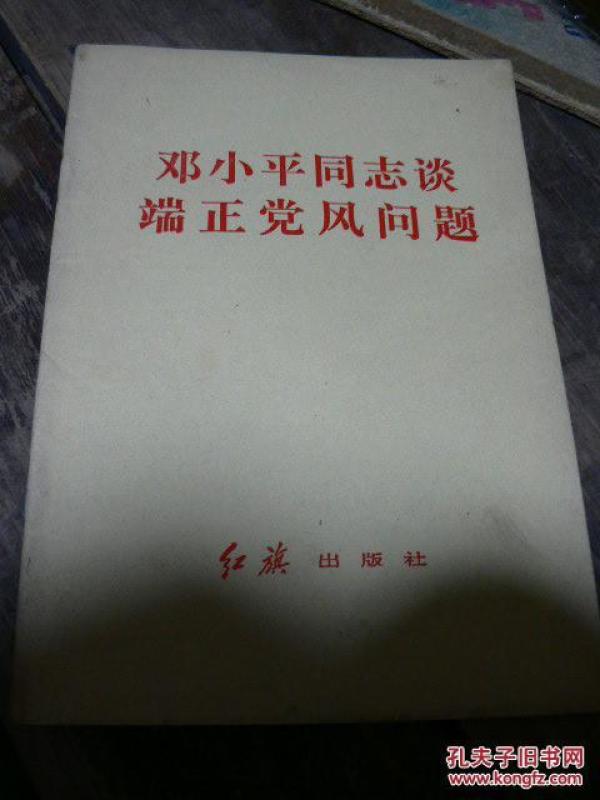 邓小平同志谈
端正党风问题
红旗 出版社
孔夫子旧书网
www.kongfz.com